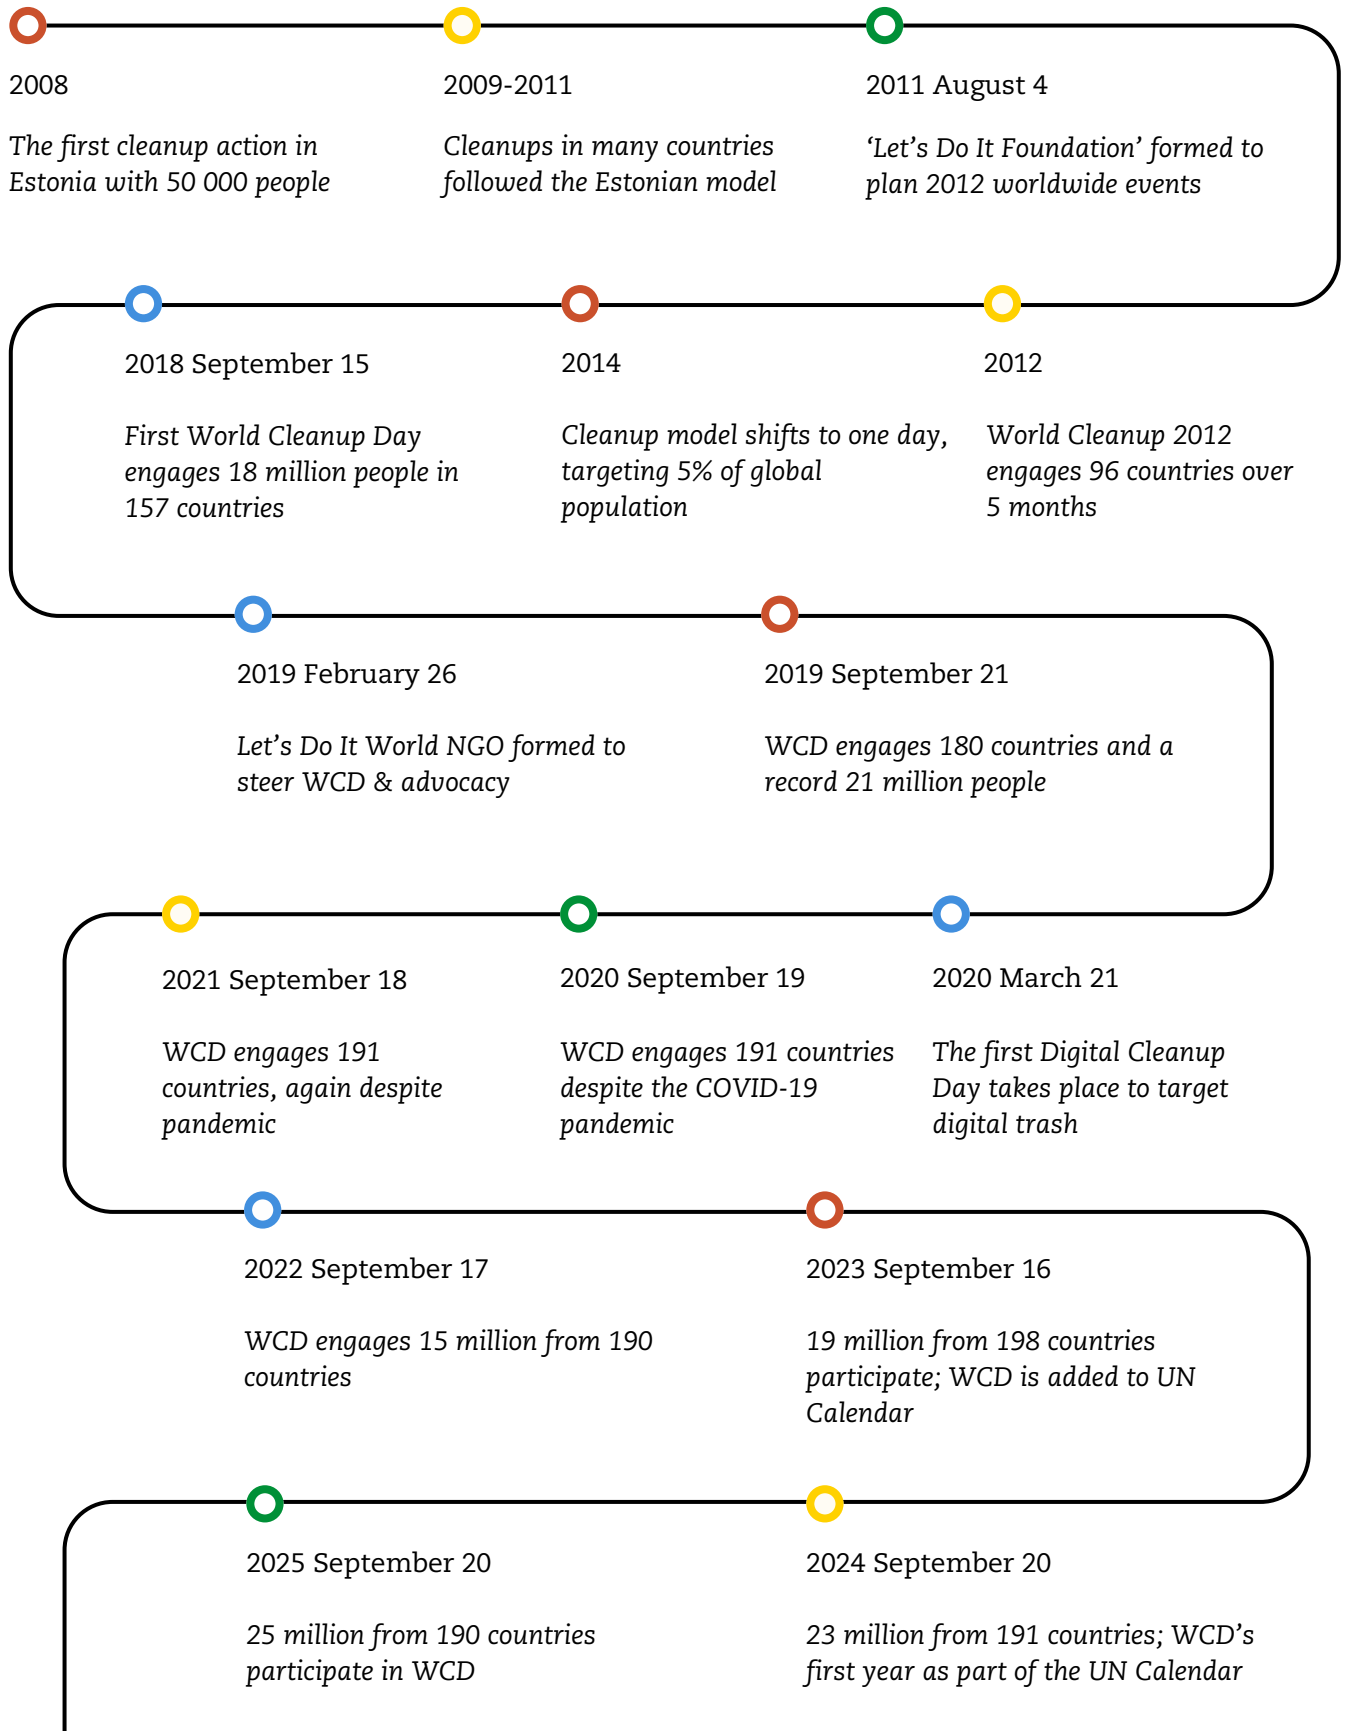 2008
The first cleanup action in
Estonia with 50 000 people
2009-2011
Cleanups in many countries
followed the Estonian model
2011 August 4
‘Let’s Do It Foundation’ formed to
plan 2012 worldwide events
2012
World Cleanup 2012
engages 96 countries over
5 months
2014
Cleanup model shifts to one day,
targeting 5% of global
population
2018 September 15
First World Cleanup Day
engages 18 million people in
157 countries
2019 February 26
Let’s Do It World NGO formed to
steer WCD & advocacy
2019 September 21
WCD engages 180 countries and a
record 21 million people
2020 March 21
The first Digital Cleanup
Day takes place to target
digital trash
2020 September 19
WCD engages 191 countries
despite the COVID-19
pandemic
2021 September 18
WCD engages 191
countries, again despite
pandemic
2022 September 17
WCD engages 15 million from 190
countries
2023 September 16
19 million from 198 countries
participate; WCD is added to UN
Calendar
2024 September 20
23 million from 191 countries; WCD’s
first year as part of the UN Calendar
2025 September 20
25 million from 190 countries
participate in WCD